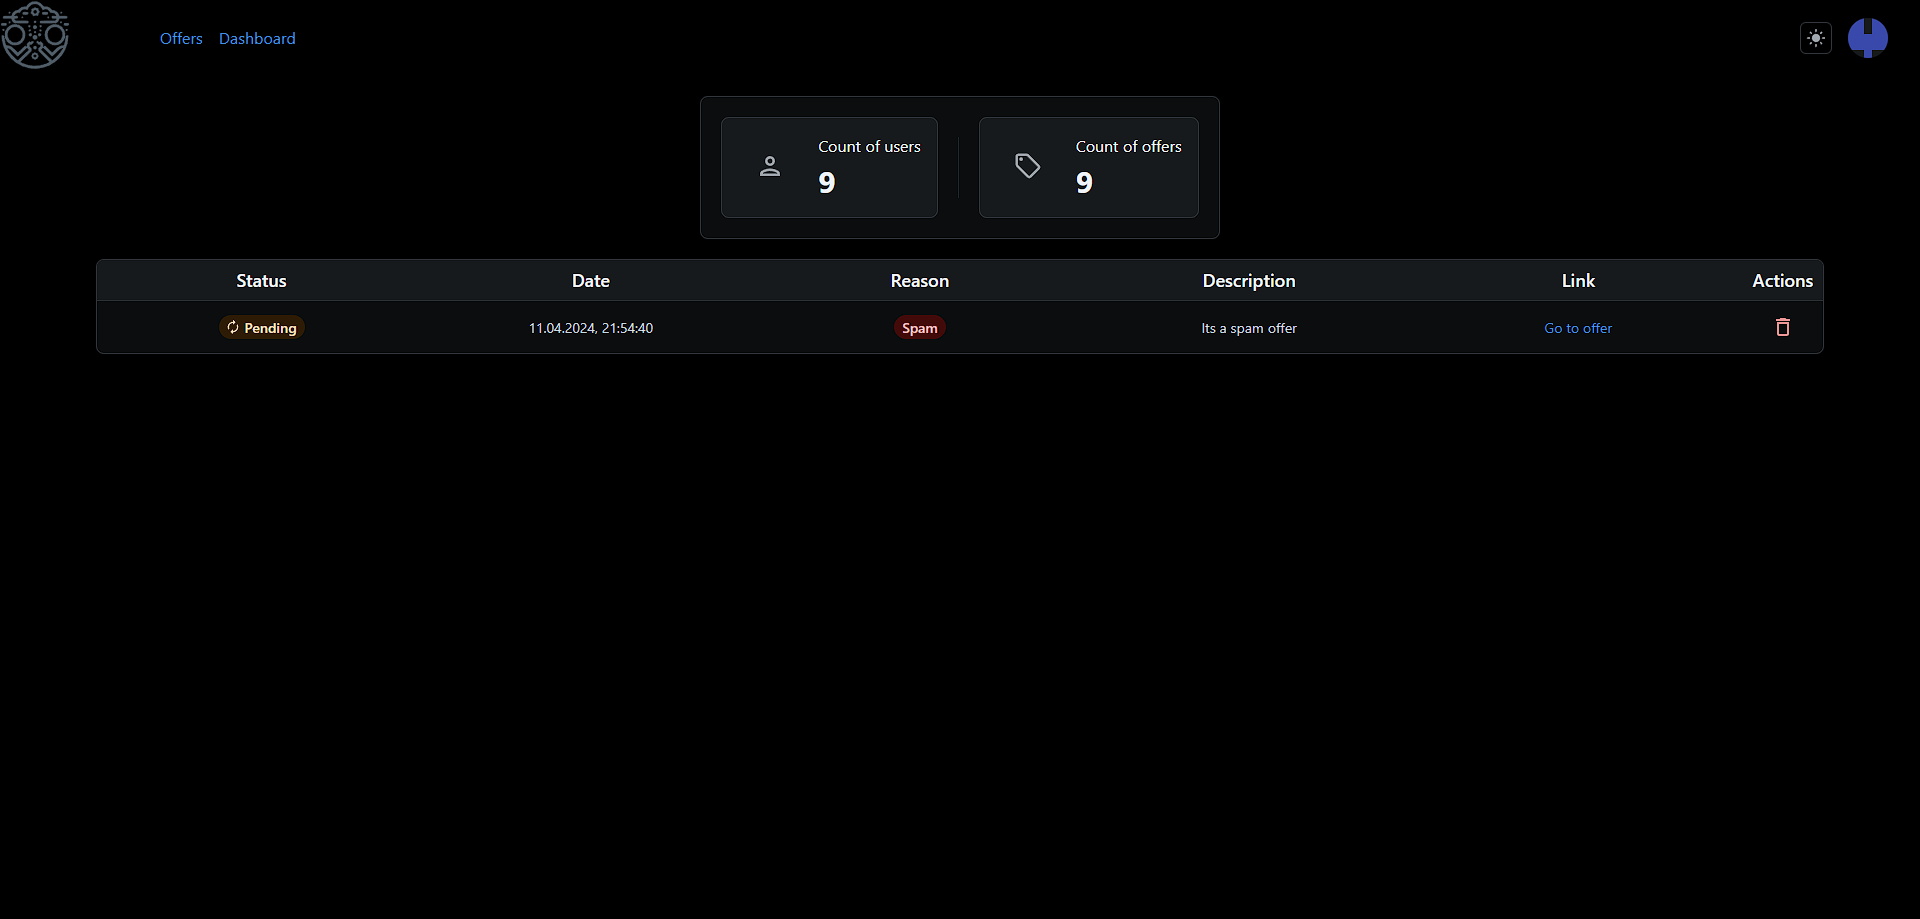 Offers Dashboard
Count of users
9
Count of offers
9
Status Date Reason Description Link Actions
Pending 11.04.2024, 21:54:40 Spam Its a spam offer Go to offer